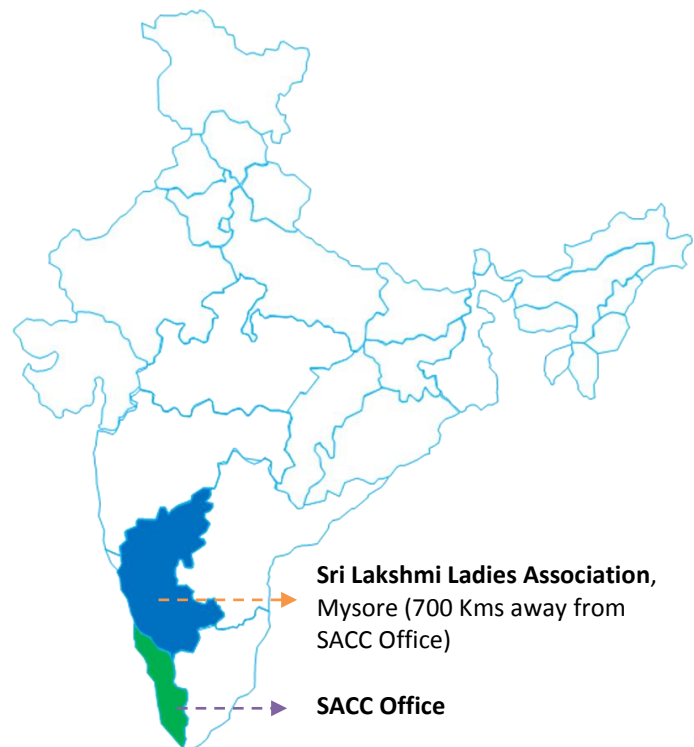 Sri Lakshmi Ladies Association,
Mysore (700 Kms away from
SACC Office)
SACC Office